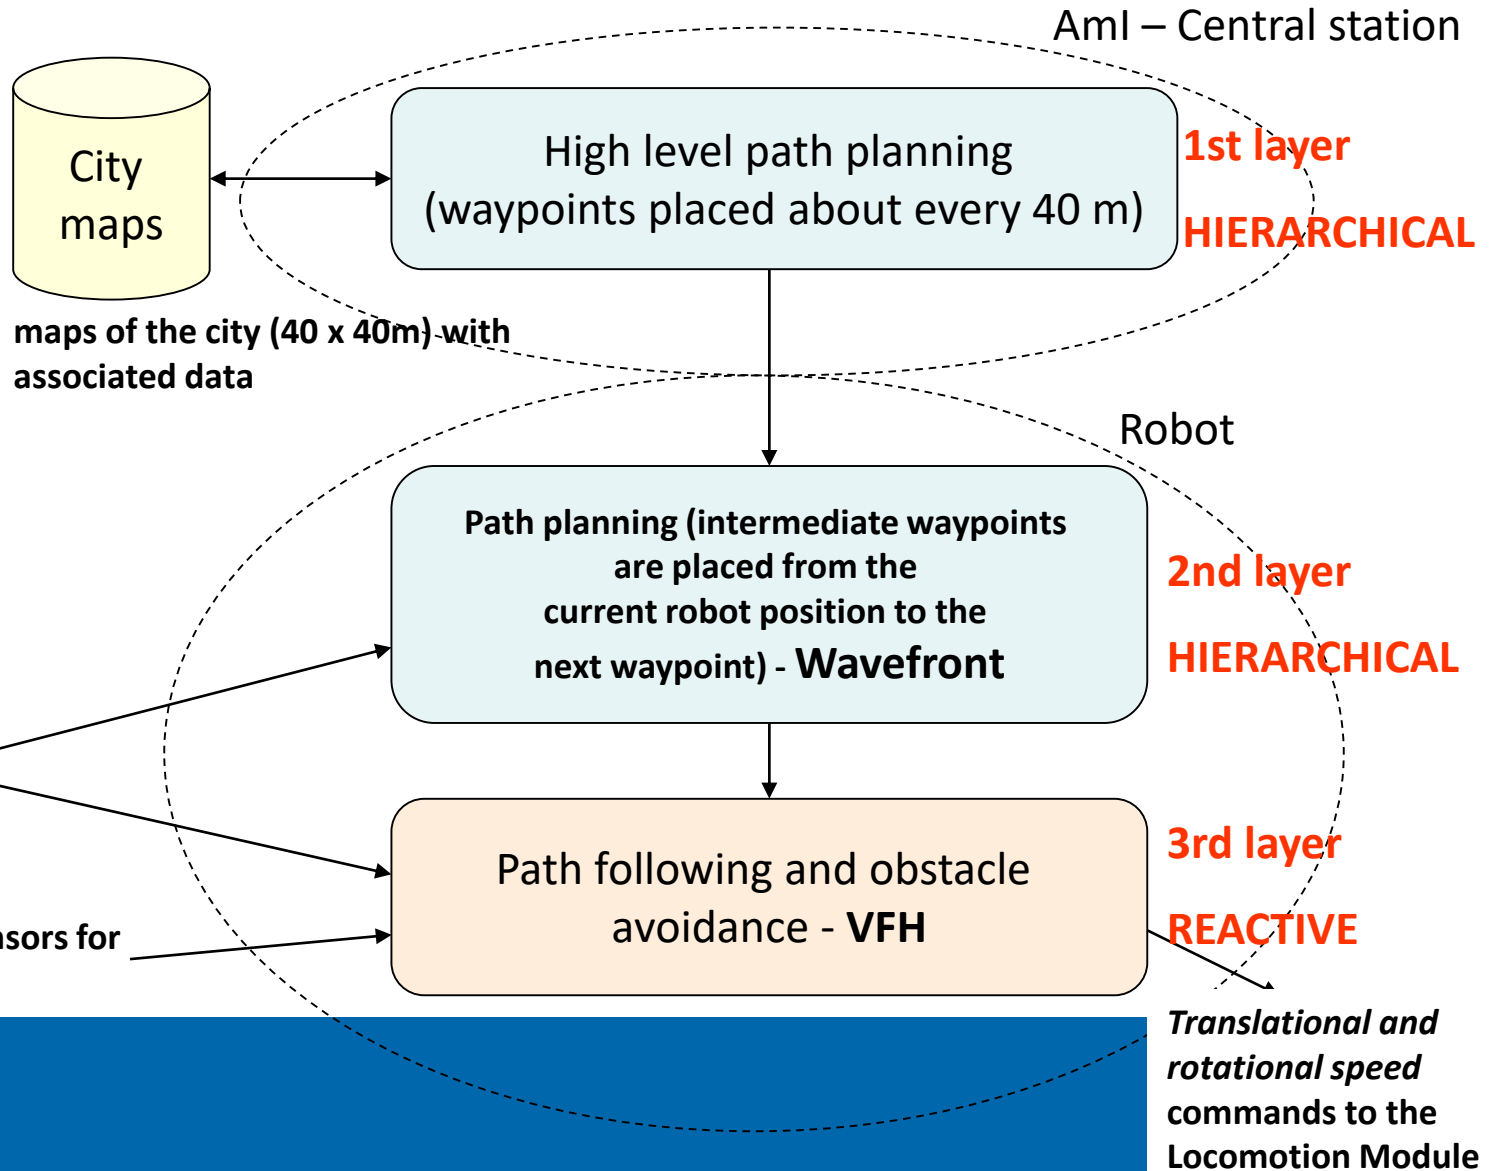 AmI – Central station
City
maps
High level path planning
(waypoints placed about every 40 m)
1st layer
HIERARCHICAL
maps of the city (40 x 40m) with
associated data
Robot
Path planning (intermediate waypoints
are placed from the
current robot position to the
next waypoint) - Wavefront
2nd layer
HIERARCHICAL
Path following and obstacle
avoidance - VFH
3rd layer
REACTIVE
for
Translational and
rotational speed
commands to the
Locomotion Module